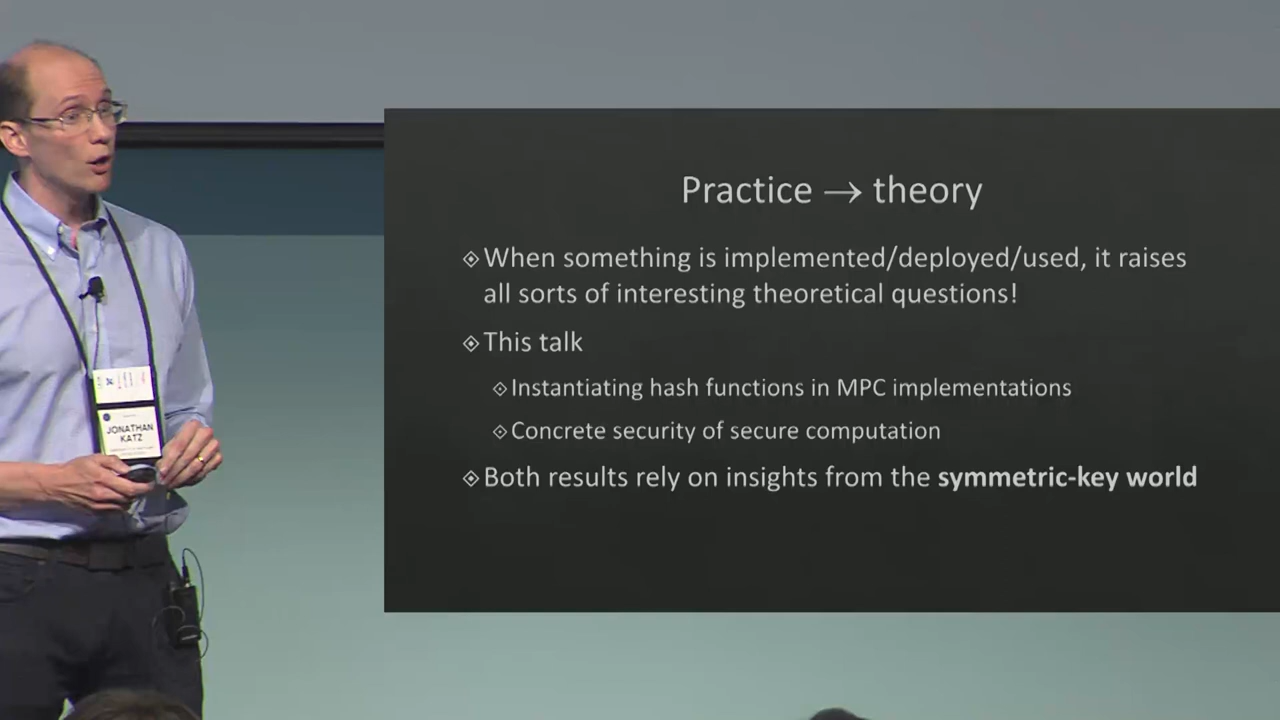 Practice → theory
When something is implemented/deployed/used, it raises
all sorts of interesting theoretical questions!
This talk
Instantiating hash functions in MPC implementations
Concrete security of secure computation
Both results rely on insights from the symmetric-key world
JONATHAN
KATZ